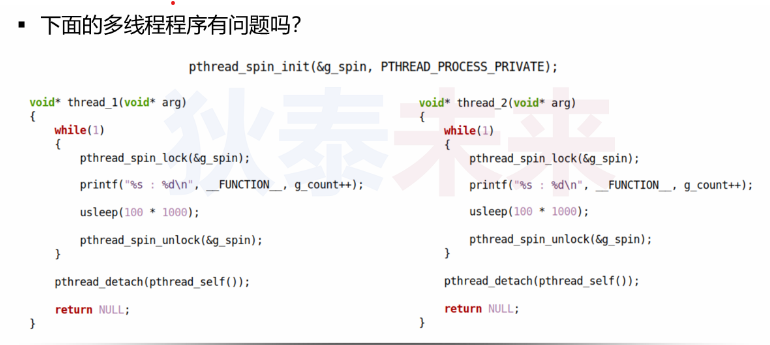 ▪ 下面的多线程程序有问题吗?
pthread_spin_init(&g_spin, PTHREAD_PROCESS_PRIVATE);
void* thread_1(void* arg)
{
    while(1)
    {
        pthread_spin_lock(&g_spin);
        printf("%s : %d\n", __FUNCTION__, g_count++);
        usleep(100 * 1000);
        pthread_spin_unlock(&g_spin);
    }
    pthread_detach(pthread_self());
    return NULL;
}
void* thread_2(void* arg)
{
    while(1)
    {
        pthread_spin_lock(&g_spin);
        printf("%s : %d\n", __FUNCTION__, g_count++);
        usleep(100 * 1000);
        pthread_spin_unlock(&g_spin);
    }
    pthread_detach(pthread_self());
    return NULL;
}
狄泰未来